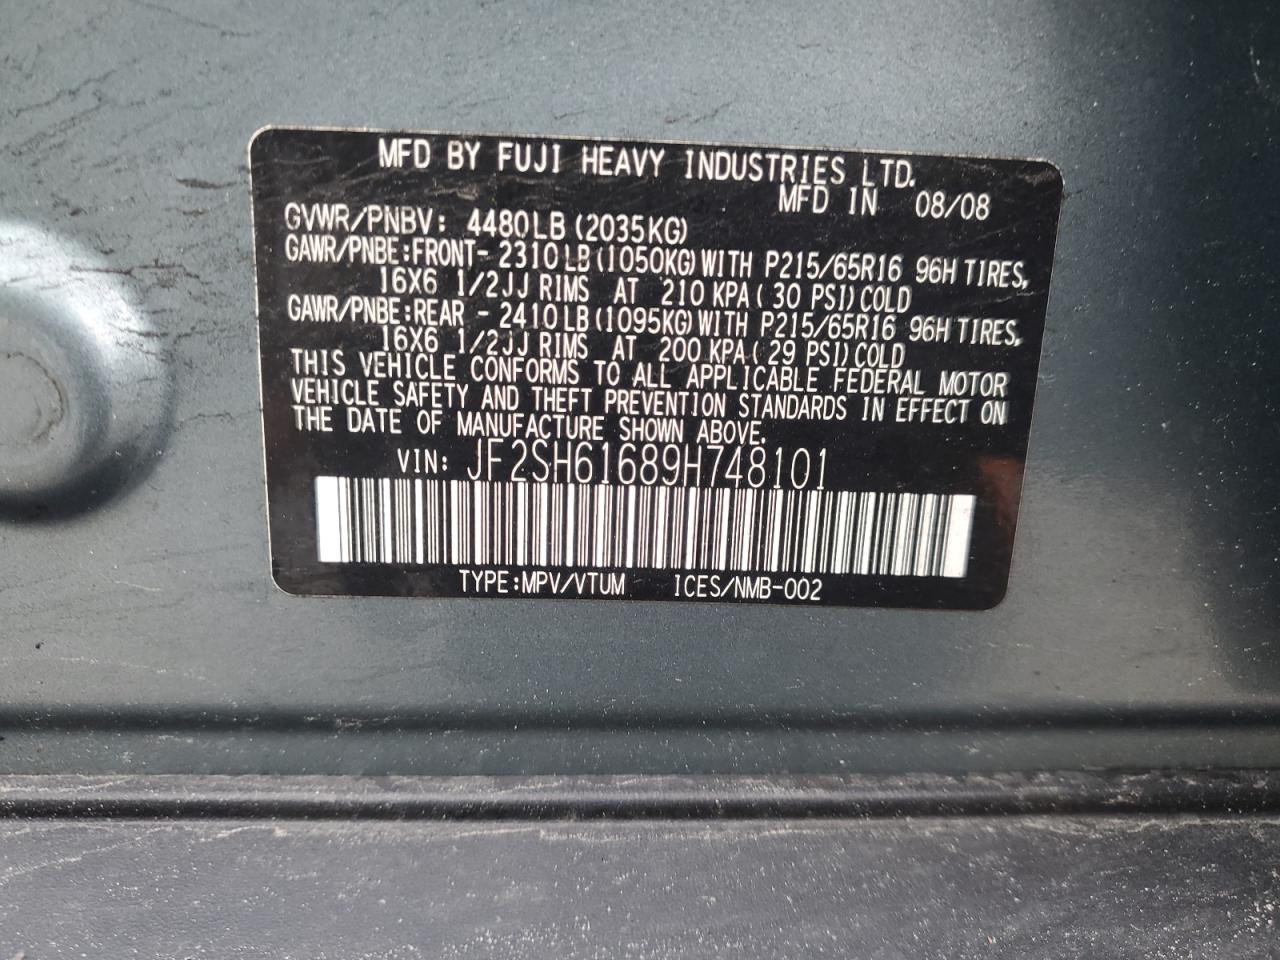 MFD BY FUJI HEAVY INDUSTRIES LTD.
MFD IN 08/08
GVWR/PNBV: 4480LB (2035KG)
GAWR/PNBE:FRONT- 2310LB (1050KG) WITH P215/65R16 96H TIRES,
16X6 1/2JJ RIMS AT 210 KPA ( 30 PSI) COLD
GAWR/PNBE:REAR - 2410LB (1095KG) WITH P215/65R16 96H TIRES,
16X6 1/2JJ RIMS AT 200 KPA ( 29 PSI) COLD
THIS VEHICLE CONFORMS TO ALL APPLICABLE FEDERAL MOTOR
VEHICLE SAFETY AND THEFT PREVENTION STANDARDS IN EFFECT ON
THE DATE OF MANUFACTURE SHOWN ABOVE.
VIN: JF2SH61689H748101
TYPE:MPV/VTUM ICES/NMB-002